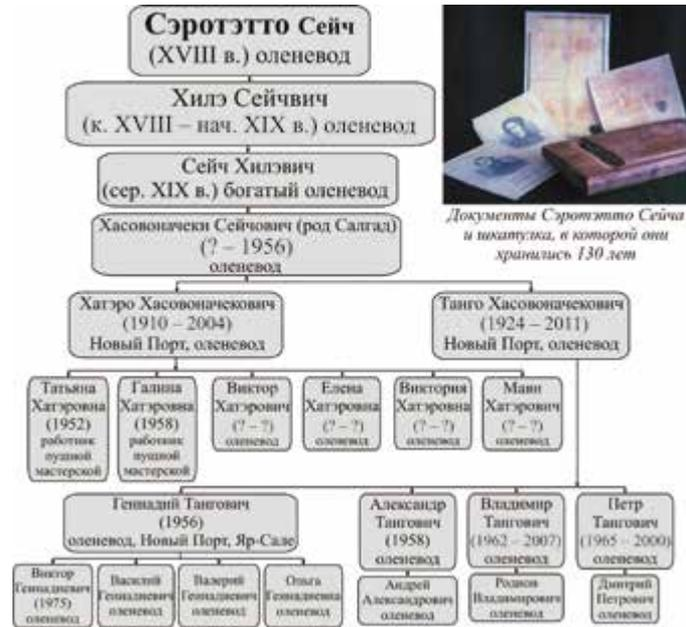 Сэротэтто Сейч
(XVIII в.) оленевод
Хилэ Сейчвич
(к. XVIII – нач. XIX в.) оленевод
Сейч Хилэвич
(сер. XIX в.) богатый оленевод
Документы Сэротэтто Сейча
и шкатулка, в которой они
хранились 130 лет
Хасовоначеки Сейчович (род Салгад)
(? – 1956)
оленевод
Хатэро Хасовоначекович
(1910 – 2004)
Новый Порт, оленевод
Танго Хасовоначекович
(1924 – 2011)
Новый Порт, оленевод
Татьяна
Хатэровна
(1952)
работник
пушной
мастерской
Галина
Хатэровна
(1958)
работник
пушной
мастерской
Виктор
Хатэрович
(? – ?)
оленевод
Елена
Хатэровна
(? – ?)
оленевод
Виктория
Хатэровна
(? – ?)
оленевод
Маяи
Хатэрович
(? – ?)
оленевод
Геннадий Тангович
(1956)
оленевод, Новый Порт, Яр-Сале
Александр
Тангович
(1958)
оленевод
Владимир
Тангович
(1962 – 2007)
оленевод
Петр
Тангович
(1965 – 2000)
оленевод
Виктор
Геннадиевич
(1975)
оленевод
Василий
Геннадиевич
оленевод
Валерий
Геннадиевич
оленевод
Ольга
Геннадиевна
оленевод
Андрей
Александрович
оленевод
Родион
Владимирович
оленевод
Дмитрий
Петрович
оленевод